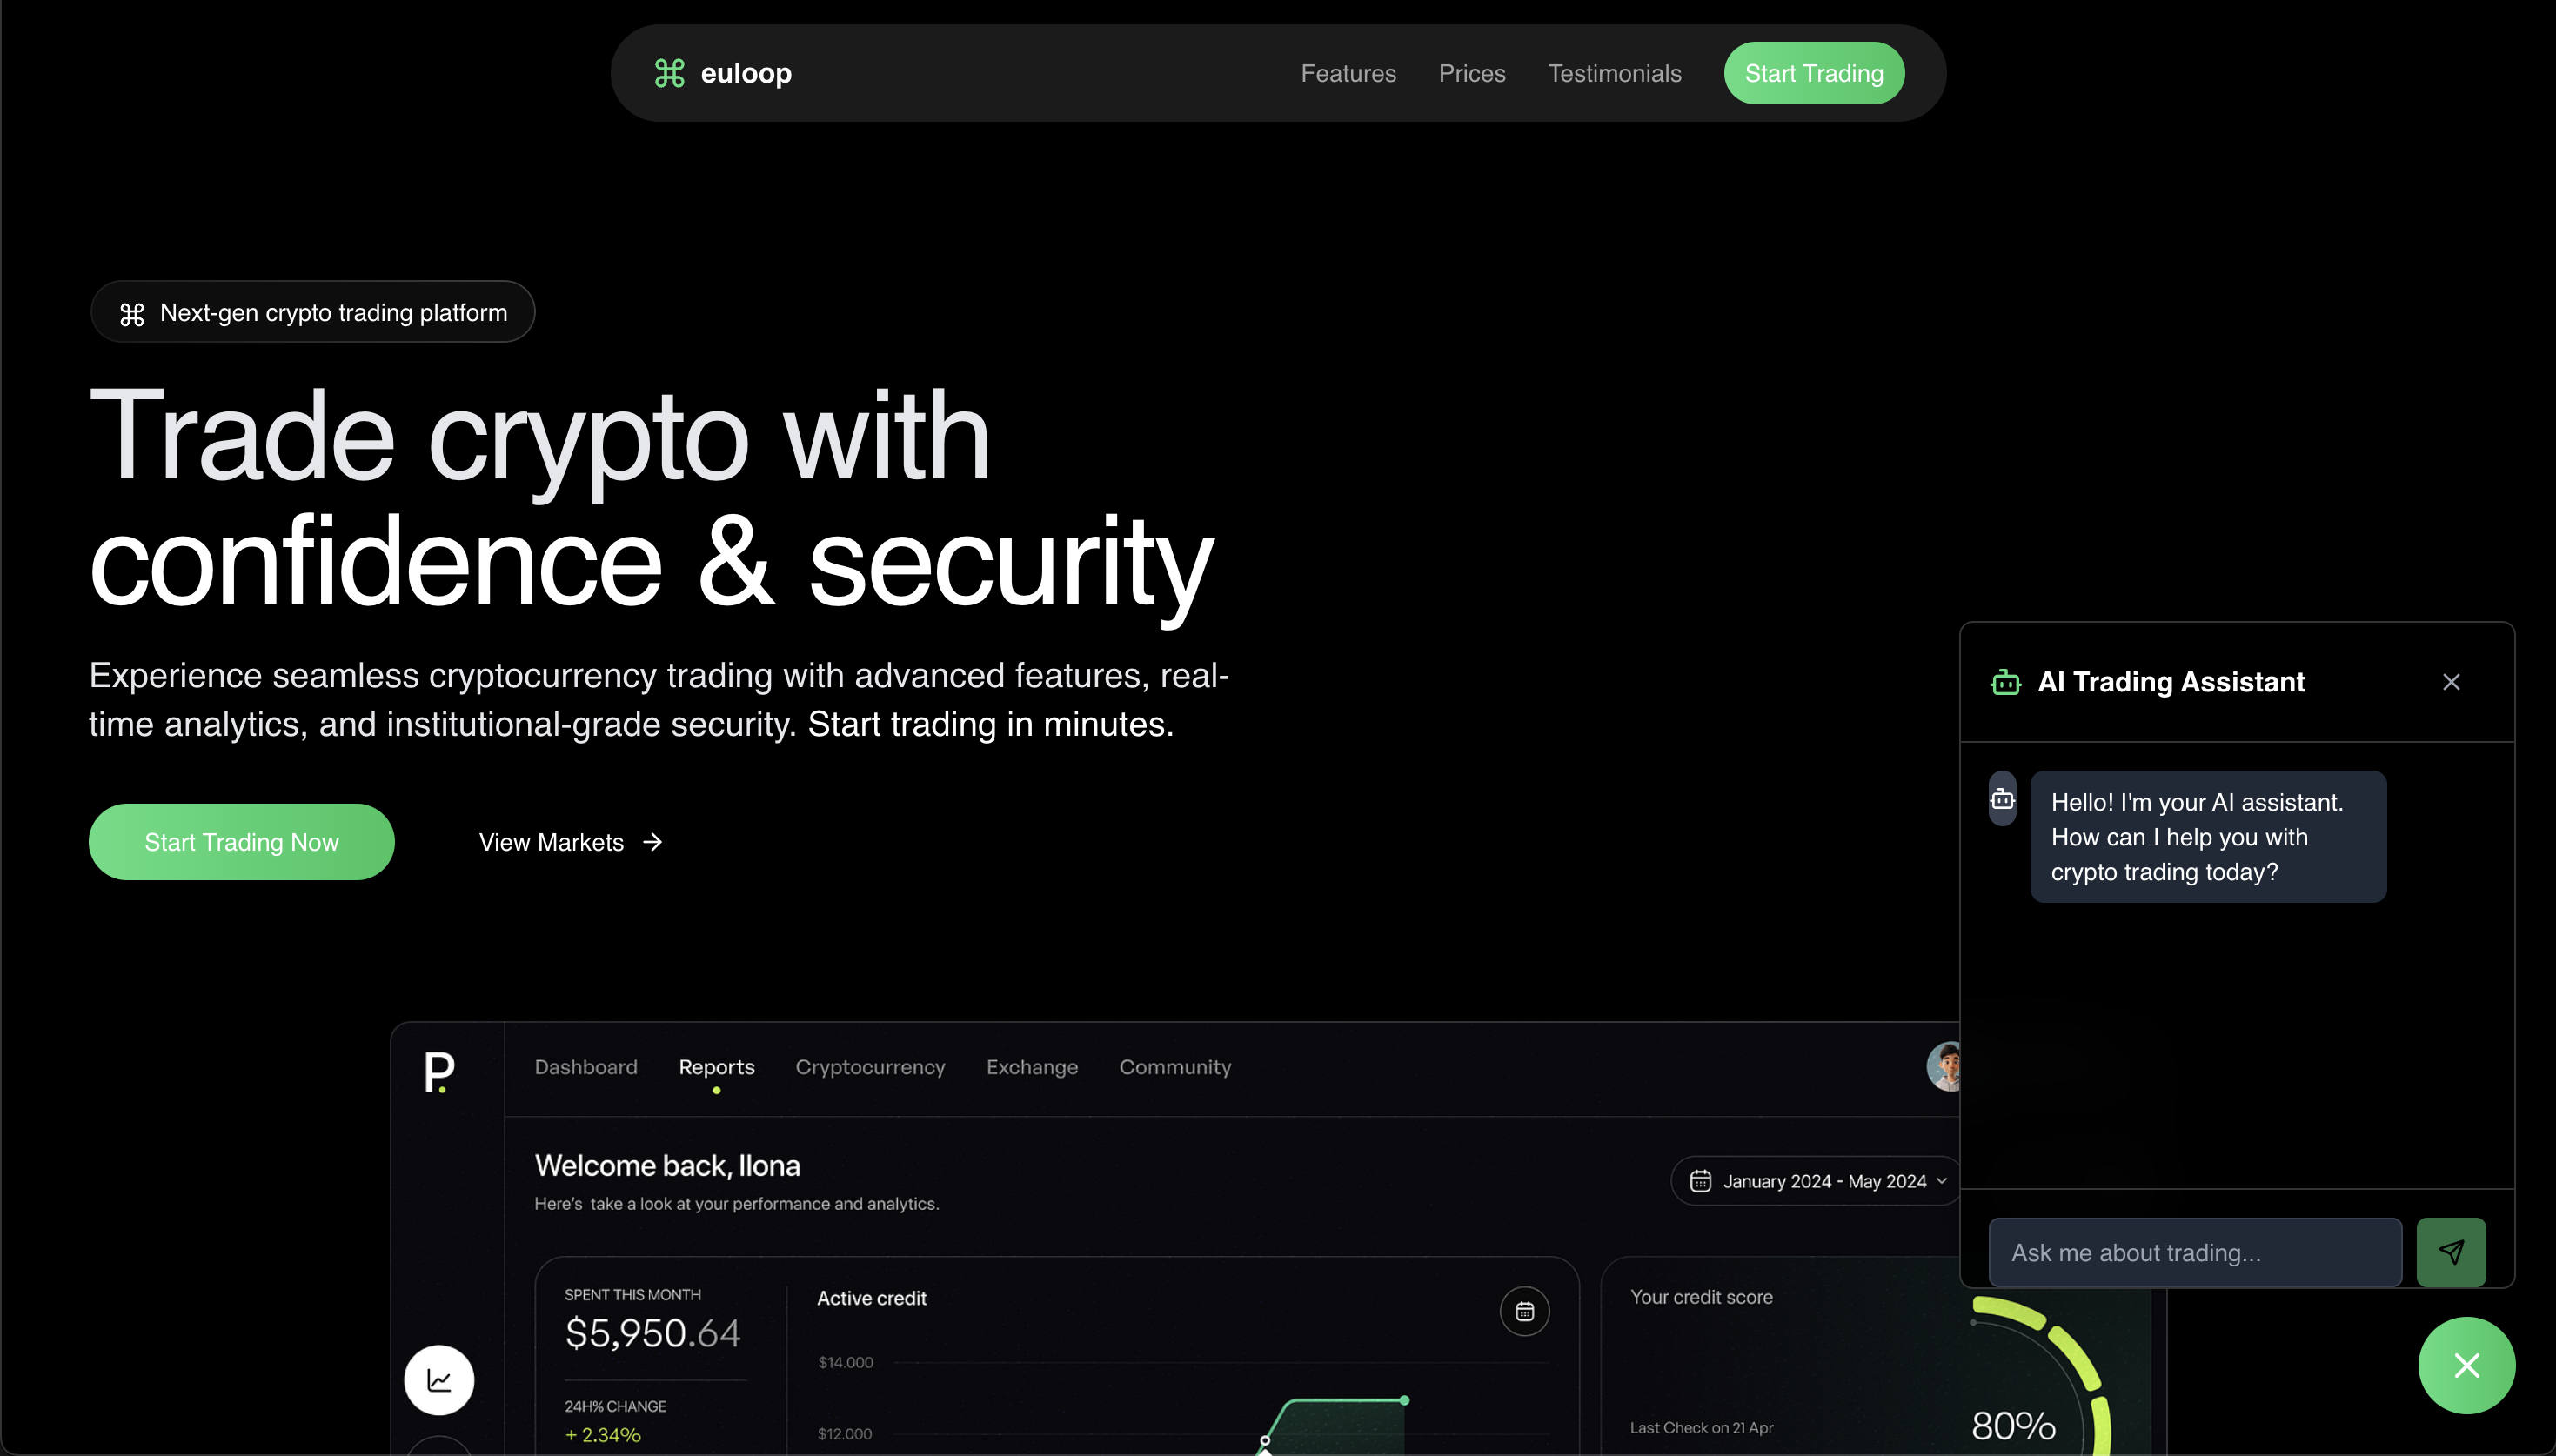 euloop
Features
Prices
Testimonials
Start Trading
Next-gen crypto trading platform
Trade crypto with
confidence & security
Experience seamless cryptocurrency trading with advanced features, real-
time analytics, and institutional-grade security. Start trading in minutes.
Start Trading Now
View Markets
AI Trading Assistant
Hello! I'm your AI assistant.
How can I help you with
crypto trading today?
Ask me about trading...
P.
Dashboard
Reports
Cryptocurrency
Exchange
Community
Welcome back, Ilona
Here's take a look at your performance and analytics.
January 2024 - May 2024
SPENT THIS MONTH
$5,950.64
24H% CHANGE
+ 2.34%
Active credit
$14.000
$12.000
Your credit score
Last Check on 21 Apr
80%